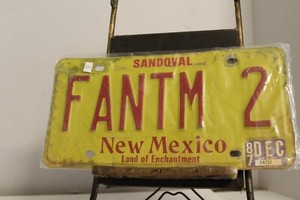 SANDOVAL
FANTM 2
New Mexico
Land of Enchantment
87 DEC